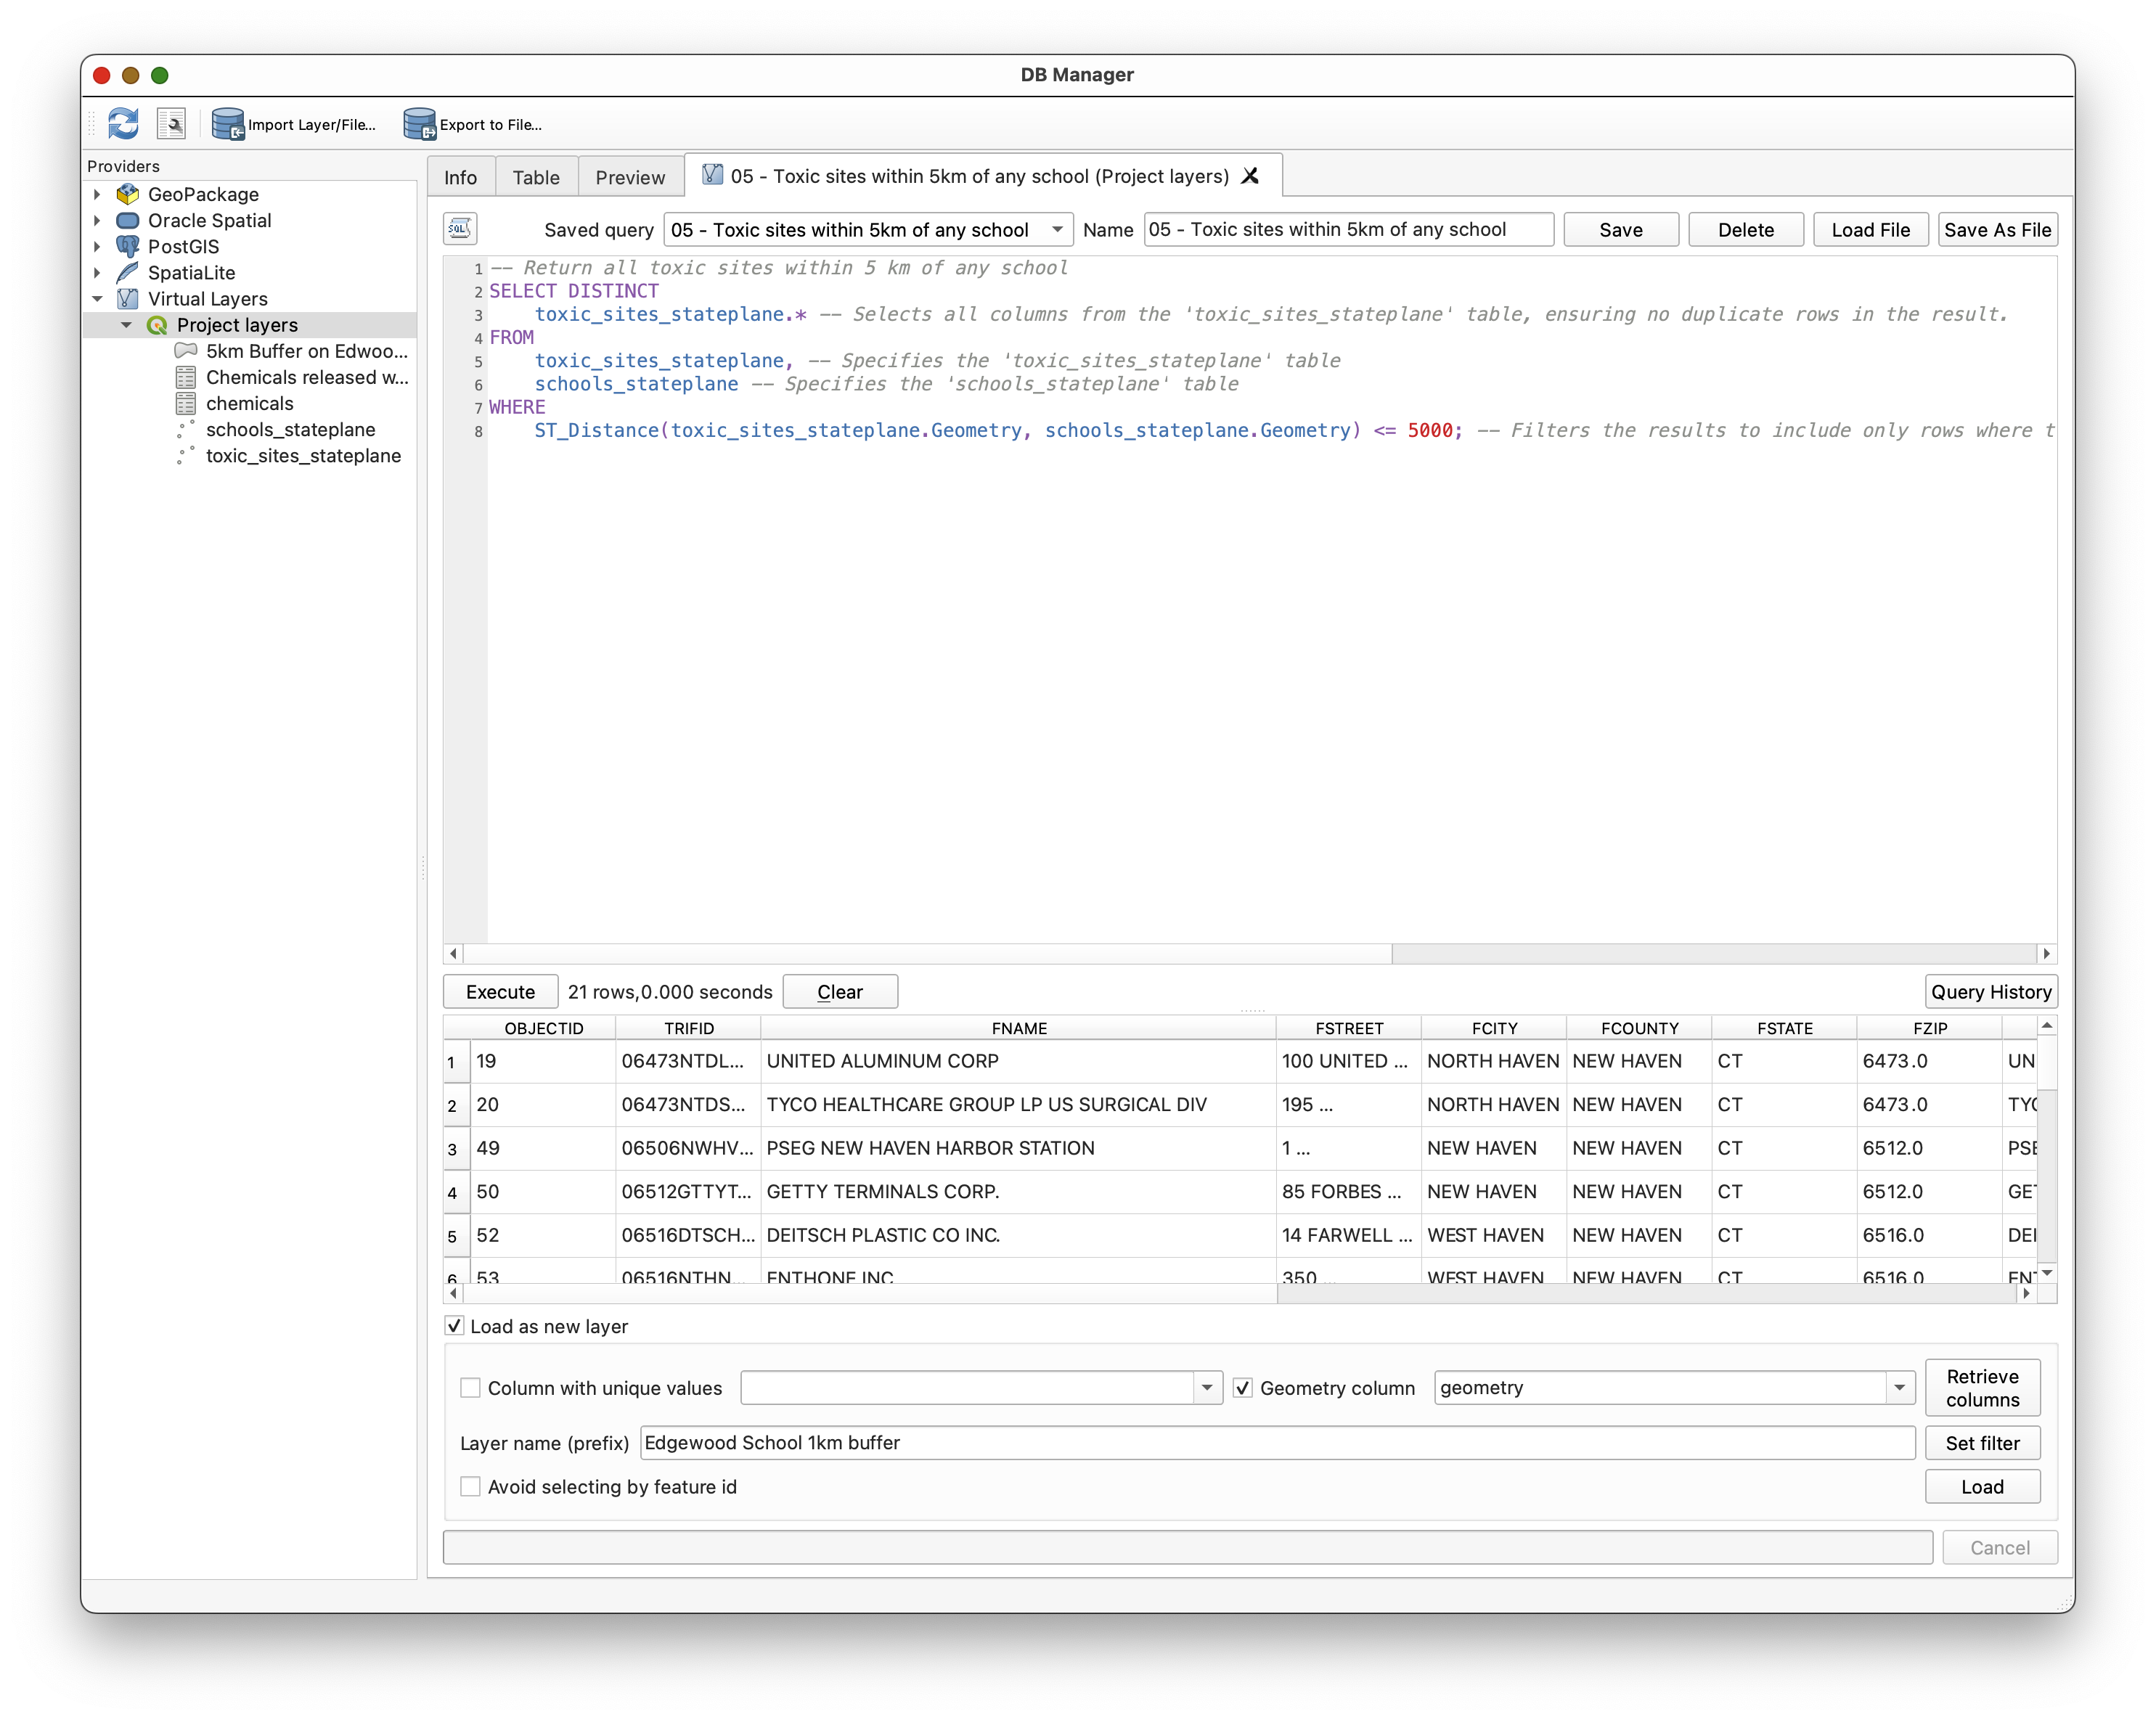 DB Manager
Import Layer/File... Export to File...
Providers
GeoPackage
Oracle Spatial
PostGIS
SpatiaLite
Virtual Layers
Project layers
5km Buffer on Edwoo...
Chemicals released w...
chemicals
schools_stateplane
toxic_sites_stateplane
Info Table Preview 05 - Toxic sites within 5km of any school (Project layers)
SQL Saved query 05 - Toxic sites within 5km of any school Name 05 - Toxic sites within 5km of any school Save Delete Load File Save As File
1 -- Return all toxic sites within 5 km of any school
2 SELECT DISTINCT
3 toxic_sites_stateplane.* -- Selects all columns from the 'toxic_sites_stateplane' table, ensuring no duplicate rows in the result.
4 FROM
5 toxic_sites_stateplane, -- Specifies the 'toxic_sites_stateplane' table
6 schools_stateplane -- Specifies the 'schools_stateplane' table
7 WHERE
8 ST_Distance(toxic_sites_stateplane.Geometry, schools_stateplane.Geometry) <= 5000; -- Filters the results to include only rows where t
Execute 21 rows,0.000 seconds Clear Query History
OBJECTID TRIFID FNAME FSTREET FCITY FCOUNTY FSTATE FZIP
1 19 06473NTDL... UNITED ALUMINUM CORP 100 UNITED ... NORTH HAVEN NEW HAVEN CT 6473.0 UN
2 20 06473NTDS... TYCO HEALTHCARE GROUP LP US SURGICAL DIV 195 ... NORTH HAVEN NEW HAVEN CT 6473.0 TYC
3 49 06506NWHV... PSEG NEW HAVEN HARBOR STATION 1 ... NEW HAVEN NEW HAVEN CT 6512.0 PSE
4 50 06512GTTYT... GETTY TERMINALS CORP. 85 FORBES ... NEW HAVEN NEW HAVEN CT 6512.0 GET
5 52 06516DTSCH... DEITSCH PLASTIC CO INC. 14 FARWELL ... WEST HAVEN NEW HAVEN CT 6516.0 DEI
6 53 06516NTHN... ENTHONE INC 350 ... WEST HAVEN NEW HAVEN CT 6516.0 ENT
Load as new layer
Column with unique values Geometry column geometry Retrieve columns
Layer name (prefix) Edgewood School 1km buffer Set filter
Avoid selecting by feature id Load
Cancel